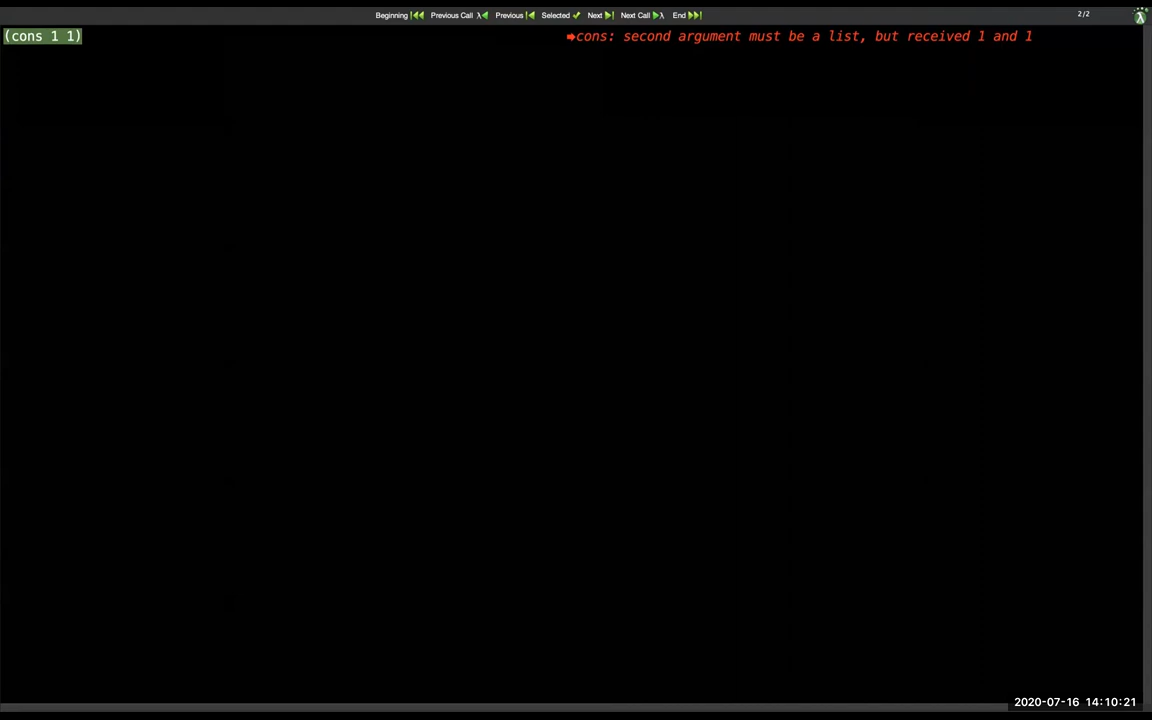 Beginning Previous Call λ Previous Selected Next Next Call λ End 2/2
(cons 1 1) cons: second argument must be a list, but received 1 and 1
2020-07-16 14:10:21